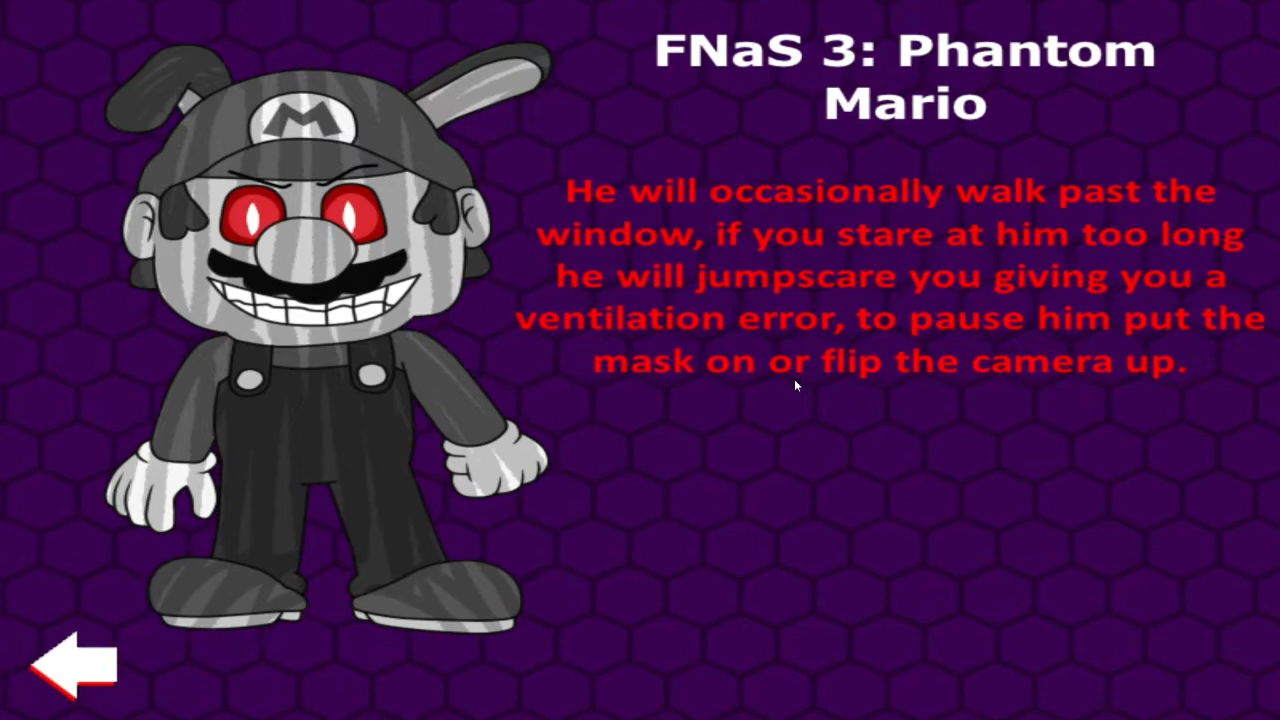 FNaS 3: Phantom
Mario
He will occasionally walk past the
window, if you stare at him too long
he will jumpscare you giving you a
ventilation error, to pause him put the
mask on or flip the camera up.
M